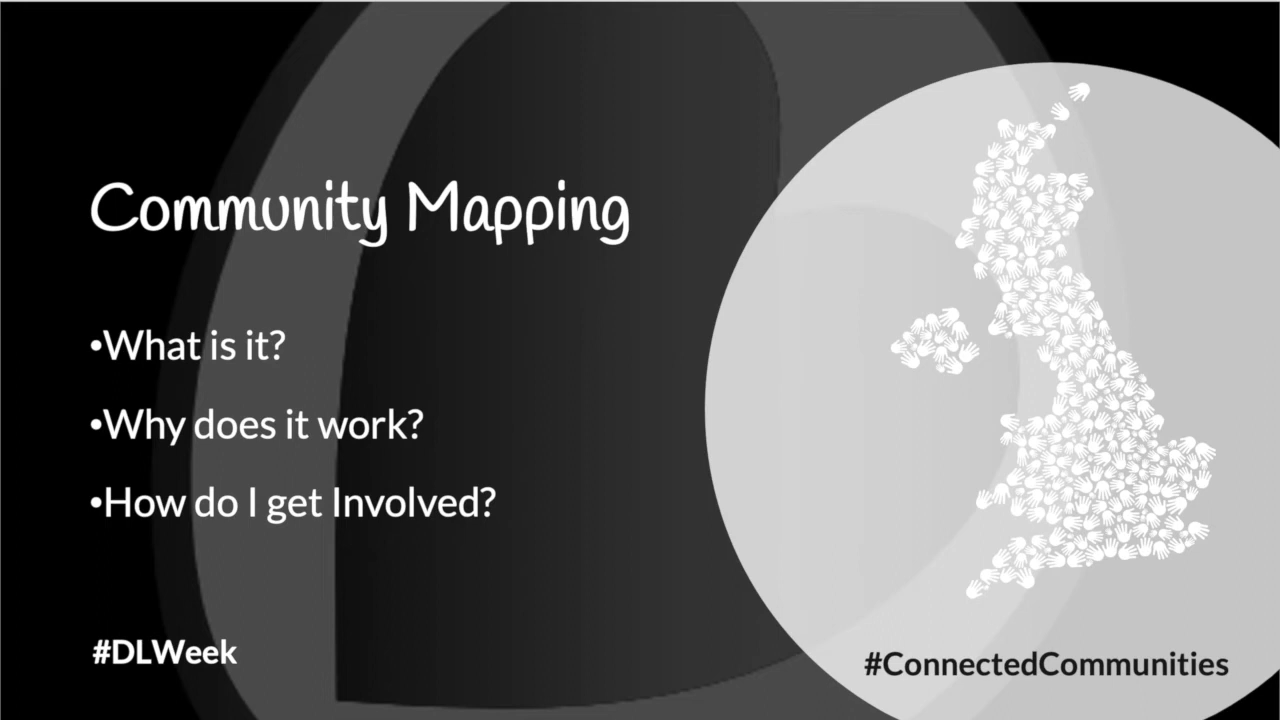 Community Mapping
•What is it?
•Why does it work?
•How do I get Involved?
#DLWeek
#ConnectedCommunities